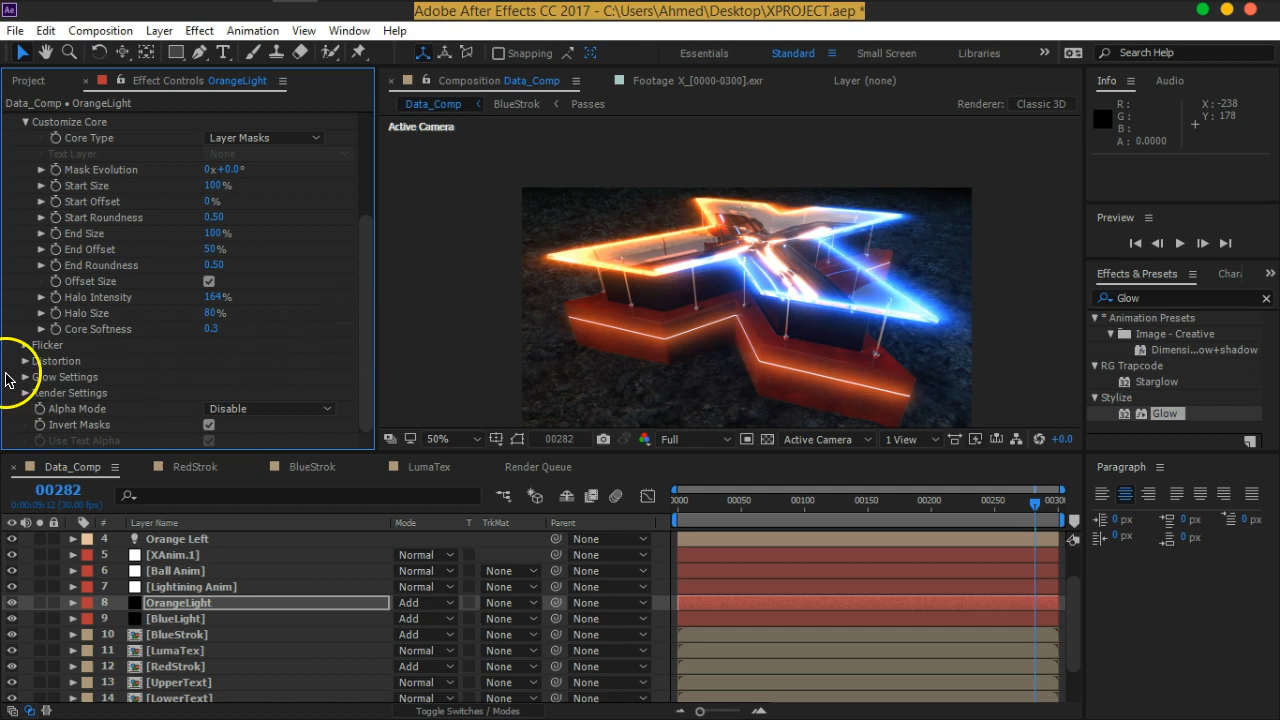 Ae
Adobe After Effects CC 2017 - C:\Users\Ahmed\Desktop\XPROJECT.aep *
File Edit Composition Layer Effect Animation View Window Help
Snapping Essentials Standard Small Screen Libraries Search Help
Project Effect Controls OrangeLight
Data_Comp • OrangeLight
Customize Core
Core Type Layer Masks
Text Layer None
Mask Evolution 0x+0.0°
Start Size 100%
Start Offset 0%
Start Roundness 0.50
End Size 100%
End Offset 50%
End Roundness 0.50
Offset Size
Halo Intensity 164%
Halo Size 80%
Core Softness 0.3
Flicker
Distortion
Glow Settings
Render Settings
Alpha Mode Disable
Invert Masks
Use Text Alpha
Composition Data_Comp Footage X_[0000-0300].exr Layer (none)
Data_Comp BlueStrok Passes Renderer: Classic 3D
Active Camera
50% 00282 Full Active Camera 1 View +0.0
Info Audio
R : X : -238
G : Y : 178
B :
A : 0.0000
Preview
Effects & Presets Chara
Glow
* Animation Presets
Image - Creative
Dimensi...ow+shadow
RG Trapcode
Starglow
Stylize
Glow
Data_Comp RedStrok BlueStrok LumaTex Render Queue
00282
0:00:09:12 (30.00 fps)
0000 00050 00100 00150 00200 00250 0030
# Layer Name Mode T TrkMat Parent
4 Orange Left None
5 [XAnim.1] Normal None
6 [Ball Anim] Normal None None
7 [Lightining Anim] Normal None None
8 OrangeLight Add None None
9 [BlueLight] Add None None
10 [BlueStrok] Add None None
11 [LumaTex] Normal None None
12 [RedStrok] Add None None
13 [UpperText] Normal None None
14 [LowerText] Normal None None
Toggle Switches / Modes
Paragraph
0 px 0 px 0 px
0 px 0 px